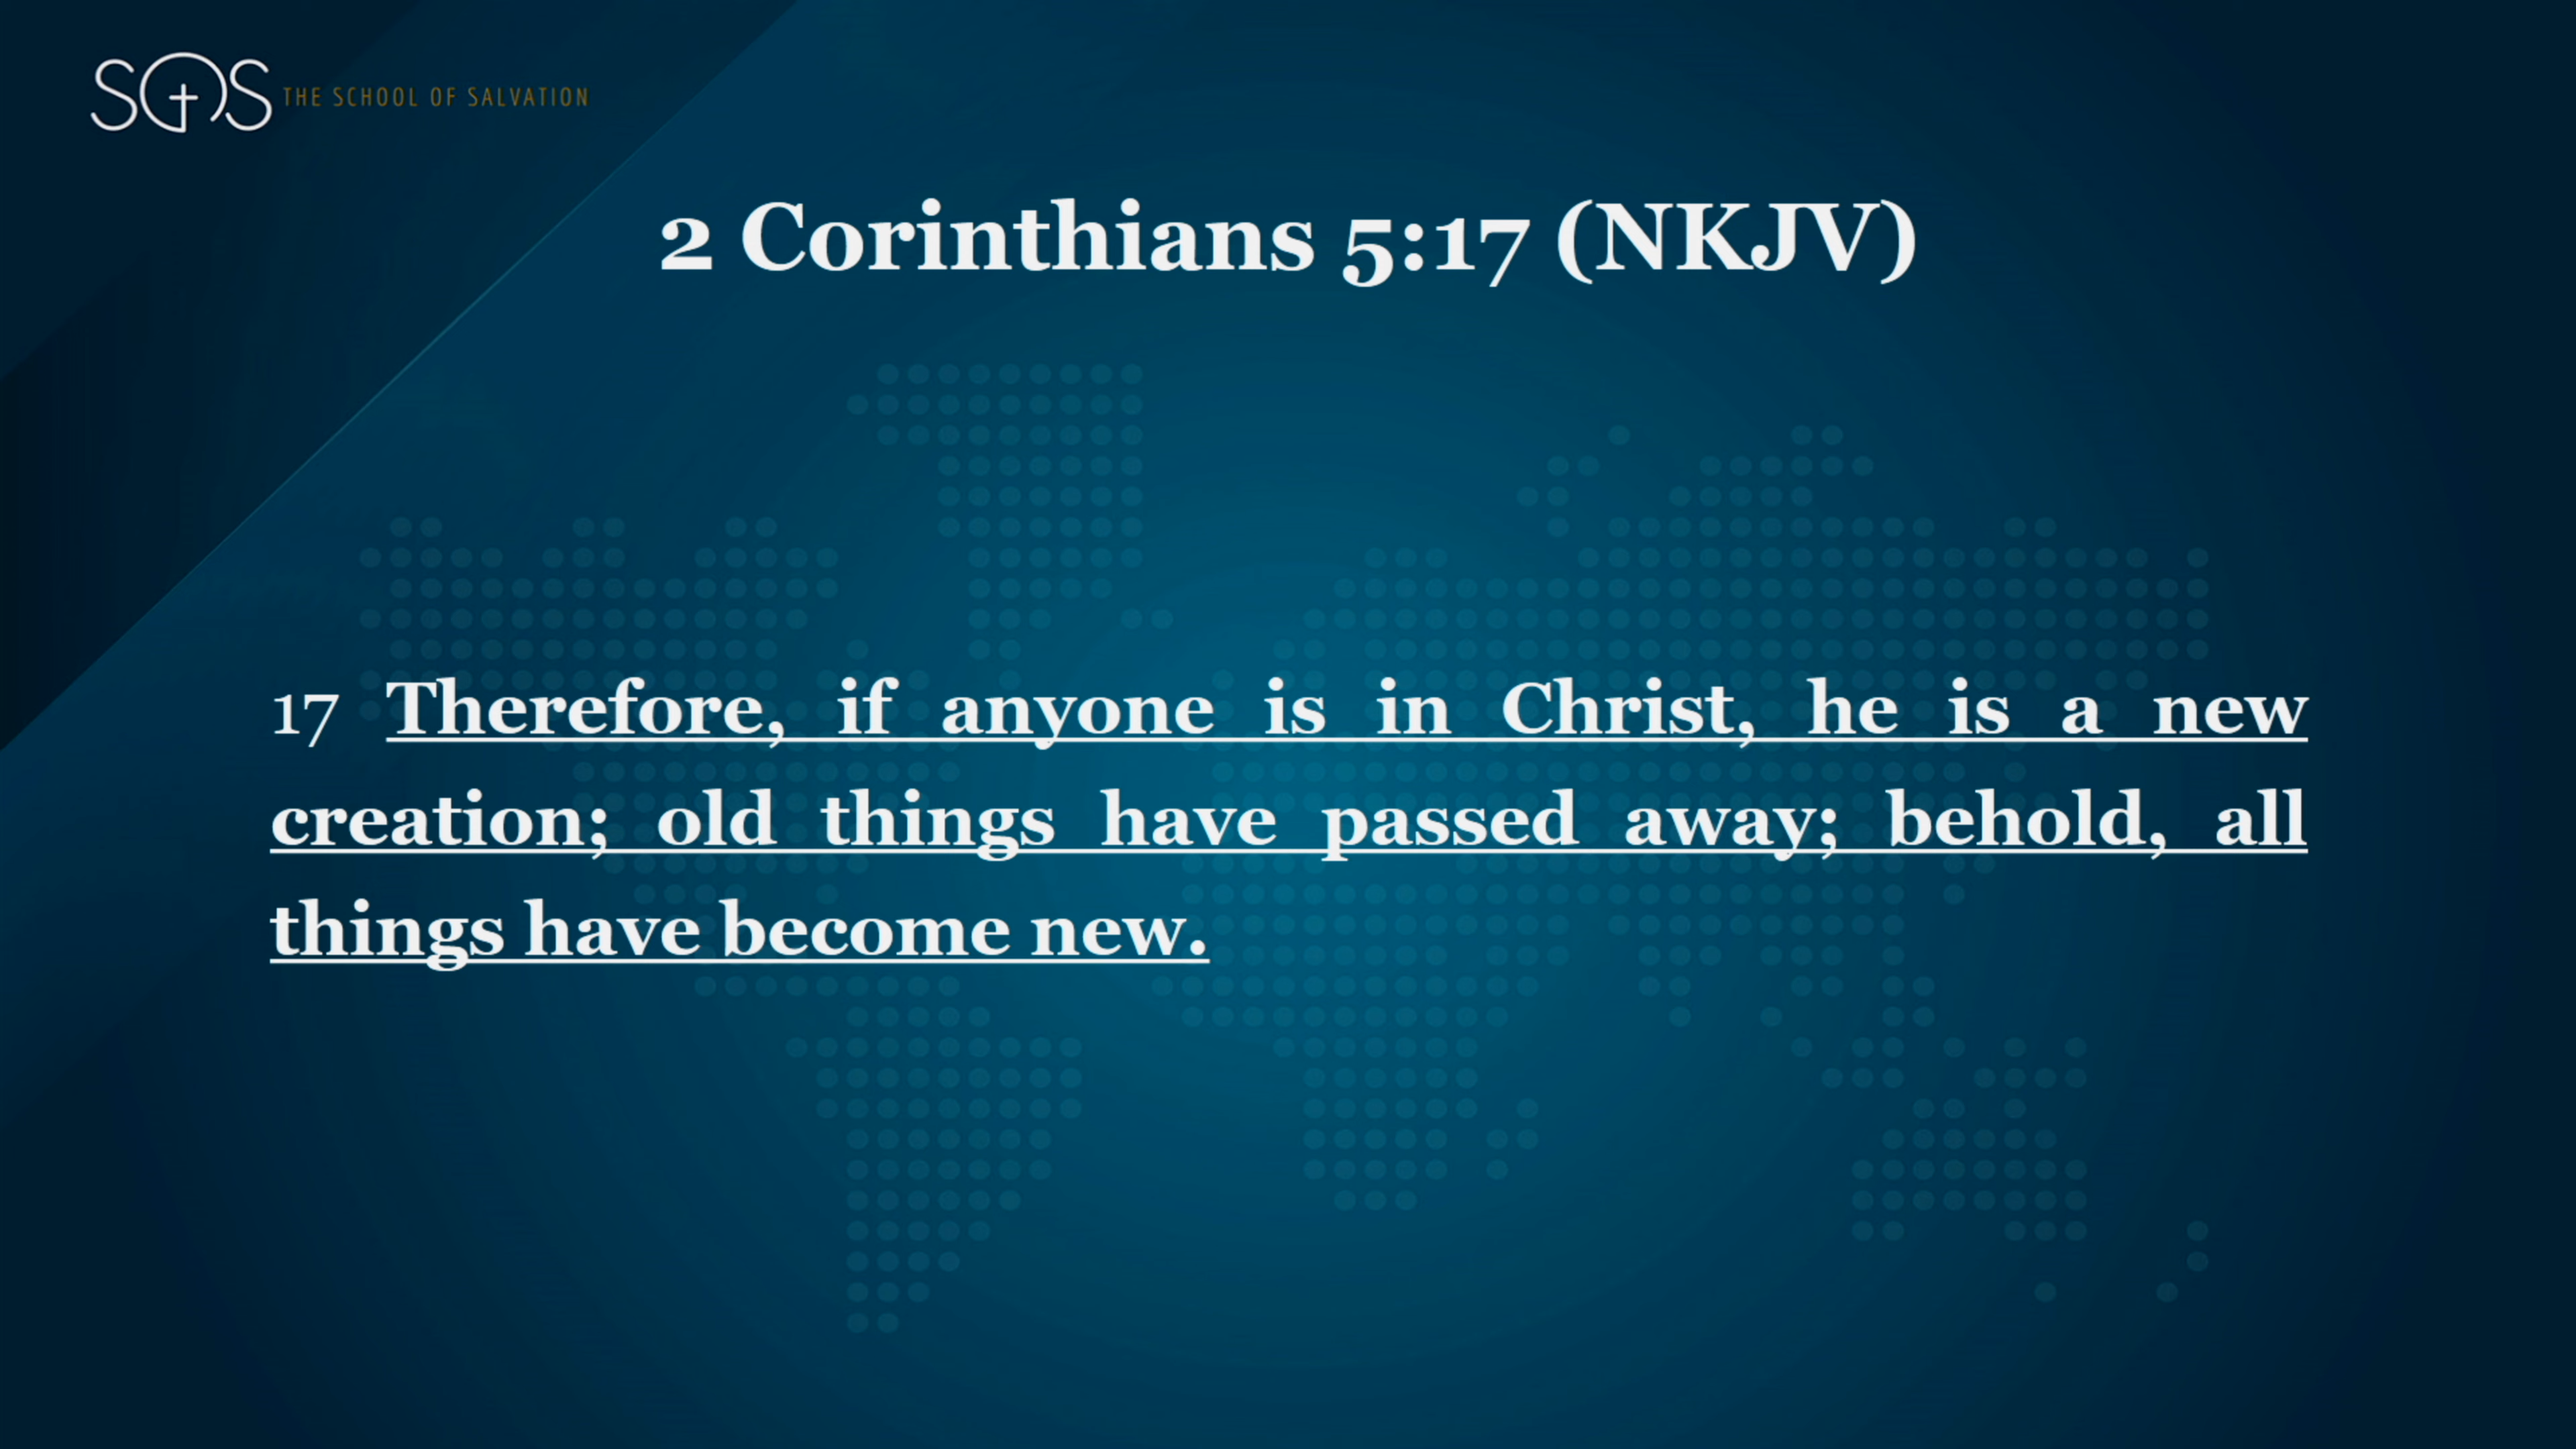 SOS THE SCHOOL OF SALVATION
2 Corinthians 5:17 (NKJV)
17 Therefore, if anyone is in Christ, he is a new
creation; old things have passed away; behold, all
things have become new.